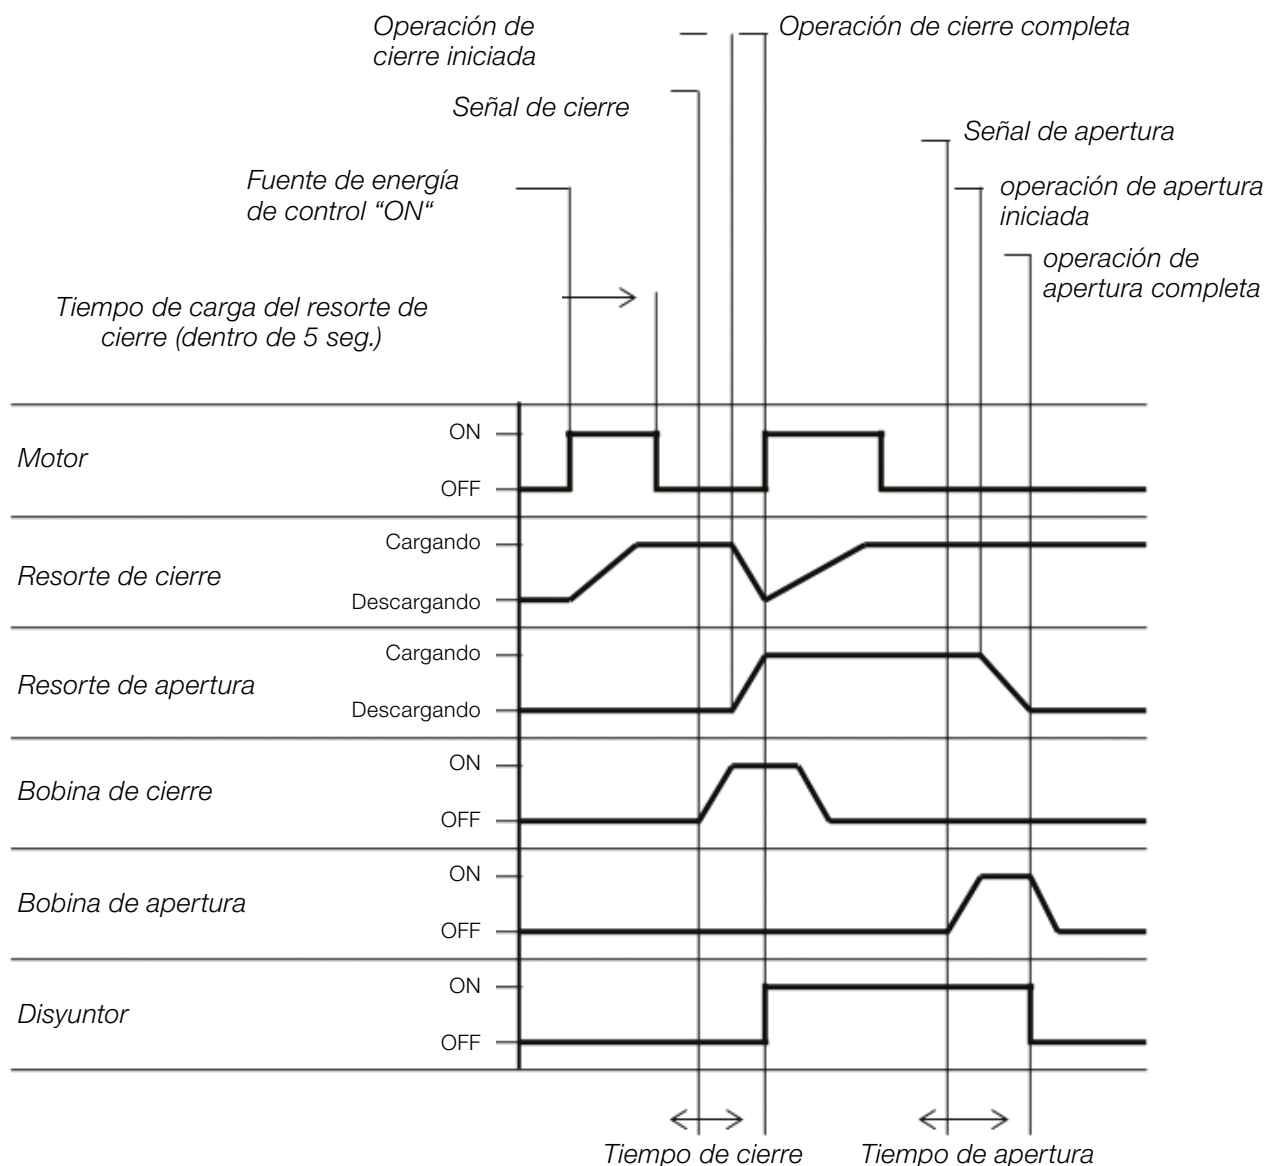 Operación de
cierre iniciada
Operación de cierre completa
Señal de cierre
Señal de apertura
Fuente de energía
de control “ON“
operación de apertura
iniciada
operación de
apertura completa
Tiempo de carga del resorte de
cierre (dentro de 5 seg.)
Motor
ON
OFF
Resorte de cierre
Cargando
Descargando
Resorte de apertura
Cargando
Descargando
Bobina de cierre
ON
OFF
Bobina de apertura
ON
OFF
Disyuntor
ON
OFF
Tiempo de cierre
Tiempo de apertura